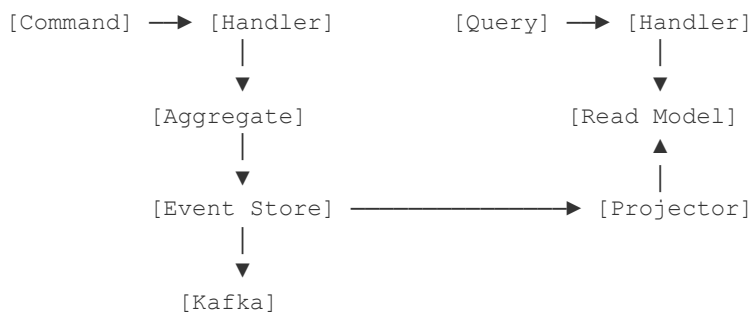 [Command] ──▶ [Handler] [Query] ──▶ [Handler]
[Aggregate] [Read Model]
[Event Store] ──────────────▶ [Projector]
[Kafka]